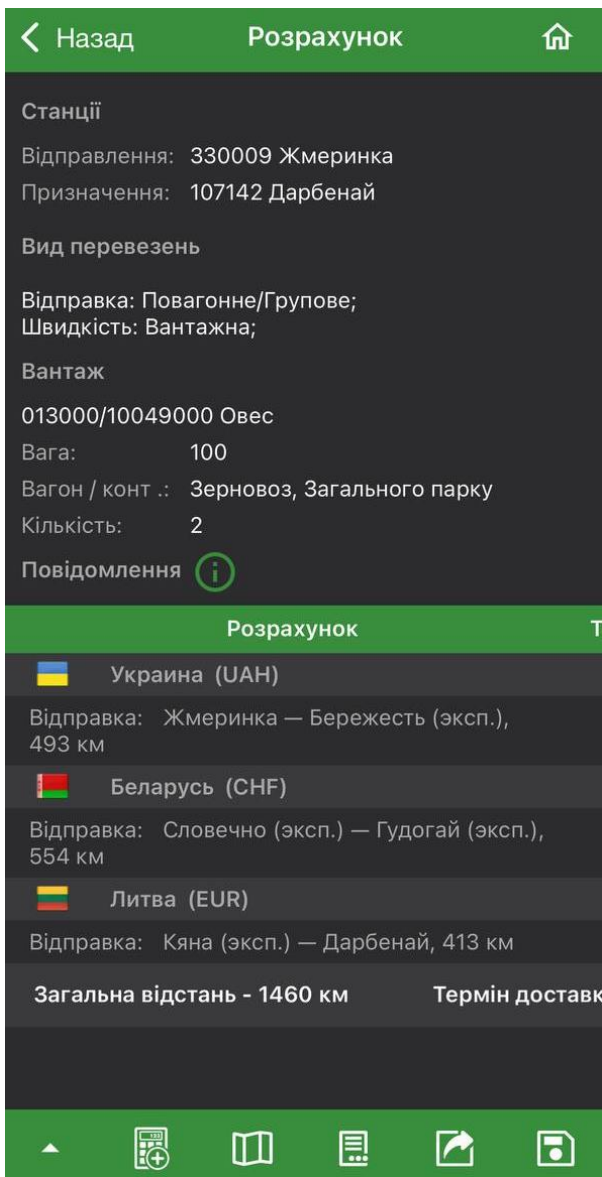 Назад Розрахунок
Станції
Відправлення: 330009 Жмеринка
Призначення: 107142 Дарбенай
Вид перевезень
Відправка: Повагонне/Групове;
Швидкість: Вантажна;
Вантаж
013000/10049000 Овес
Вага: 100
Вагон / конт .: Зерновоз, Загального парку
Кількість: 2
Повідомлення
Розрахунок Т
Украина (UAH)
Відправка: Жмеринка — Бережесть (эксп.),
493 км
Беларусь (CHF)
Відправка: Словечно (эксп.) — Гудогай (эксп.),
554 км
Литва (EUR)
Відправка: Кяна (эксп.) — Дарбенай, 413 км
Загальна відстань - 1460 км Термін доставк